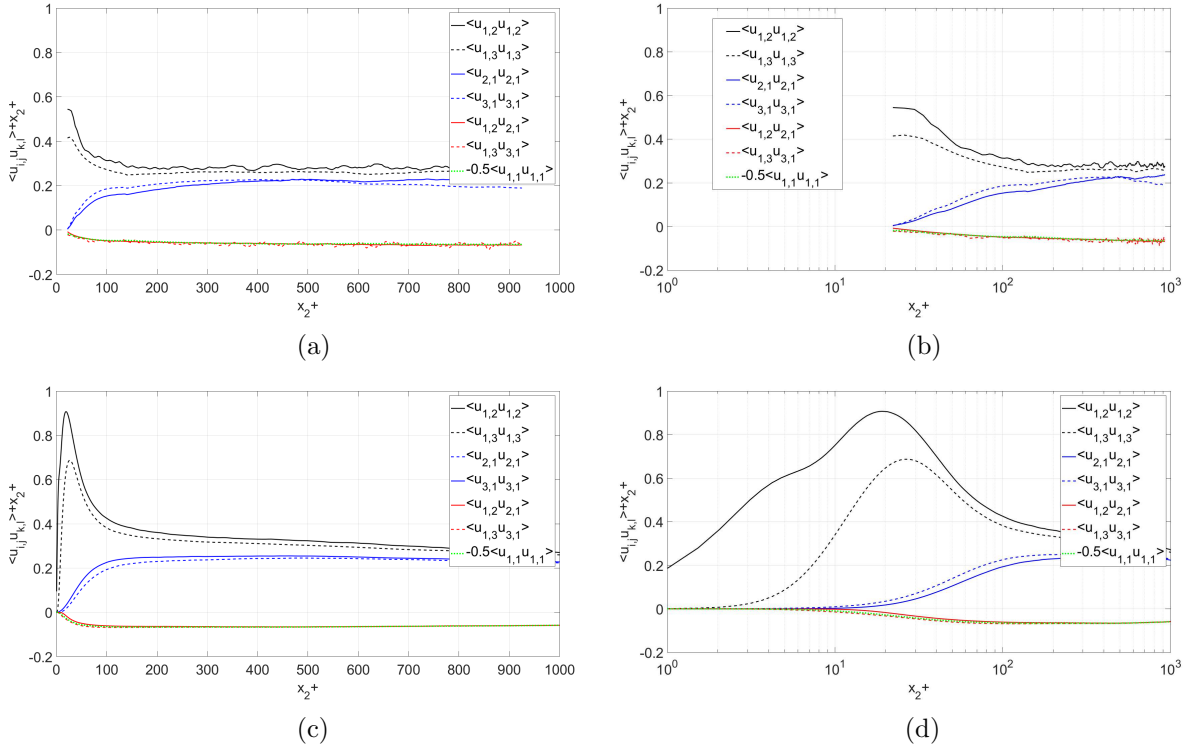 <u_{i,j}u_{k,l}>+x_2+
1
0.8
0.6
0.4
0.2
0
-0.2
0 100 200 300 400 500 600 700 800 900 1000
x_2+
<u_{1,2}u_{1,2}>
<u_{1,3}u_{1,3}>
<u_{2,1}u_{2,1}>
<u_{3,1}u_{3,1}>
<u_{1,2}u_{2,1}>
<u_{1,3}u_{3,1}>
-0.5<u_{1,1}u_{1,1}>
(a)
<u_{i,j}u_{k,l}>+x_2+
1
0.8
0.6
0.4
0.2
0
-0.2
10^0 10^1 10^2 10^3
x_2+
<u_{1,2}u_{1,2}>
<u_{1,3}u_{1,3}>
<u_{2,1}u_{2,1}>
<u_{3,1}u_{3,1}>
<u_{1,2}u_{2,1}>
<u_{1,3}u_{3,1}>
-0.5<u_{1,1}u_{1,1}>
(b)
<u_{i,j}u_{k,l}>+x_2+
1
0.8
0.6
0.4
0.2
0
-0.2
0 100 200 300 400 500 600 700 800 900 1000
x_2+
<u_{1,2}u_{1,2}>
<u_{1,3}u_{1,3}>
<u_{2,1}u_{2,1}>
<u_{3,1}u_{3,1}>
<u_{1,2}u_{2,1}>
<u_{1,3}u_{3,1}>
-0.5<u_{1,1}u_{1,1}>
(c)
<u_{i,j}u_{k,l}>+x_2+
1
0.8
0.6
0.4
0.2
0
-0.2
10^0 10^1 10^2 10^3
x_2+
<u_{1,2}u_{1,2}>
<u_{1,3}u_{1,3}>
<u_{2,1}u_{2,1}>
<u_{3,1}u_{3,1}>
<u_{1,2}u_{2,1}>
<u_{1,3}u_{3,1}>
-0.5<u_{1,1}u_{1,1}>
(d)